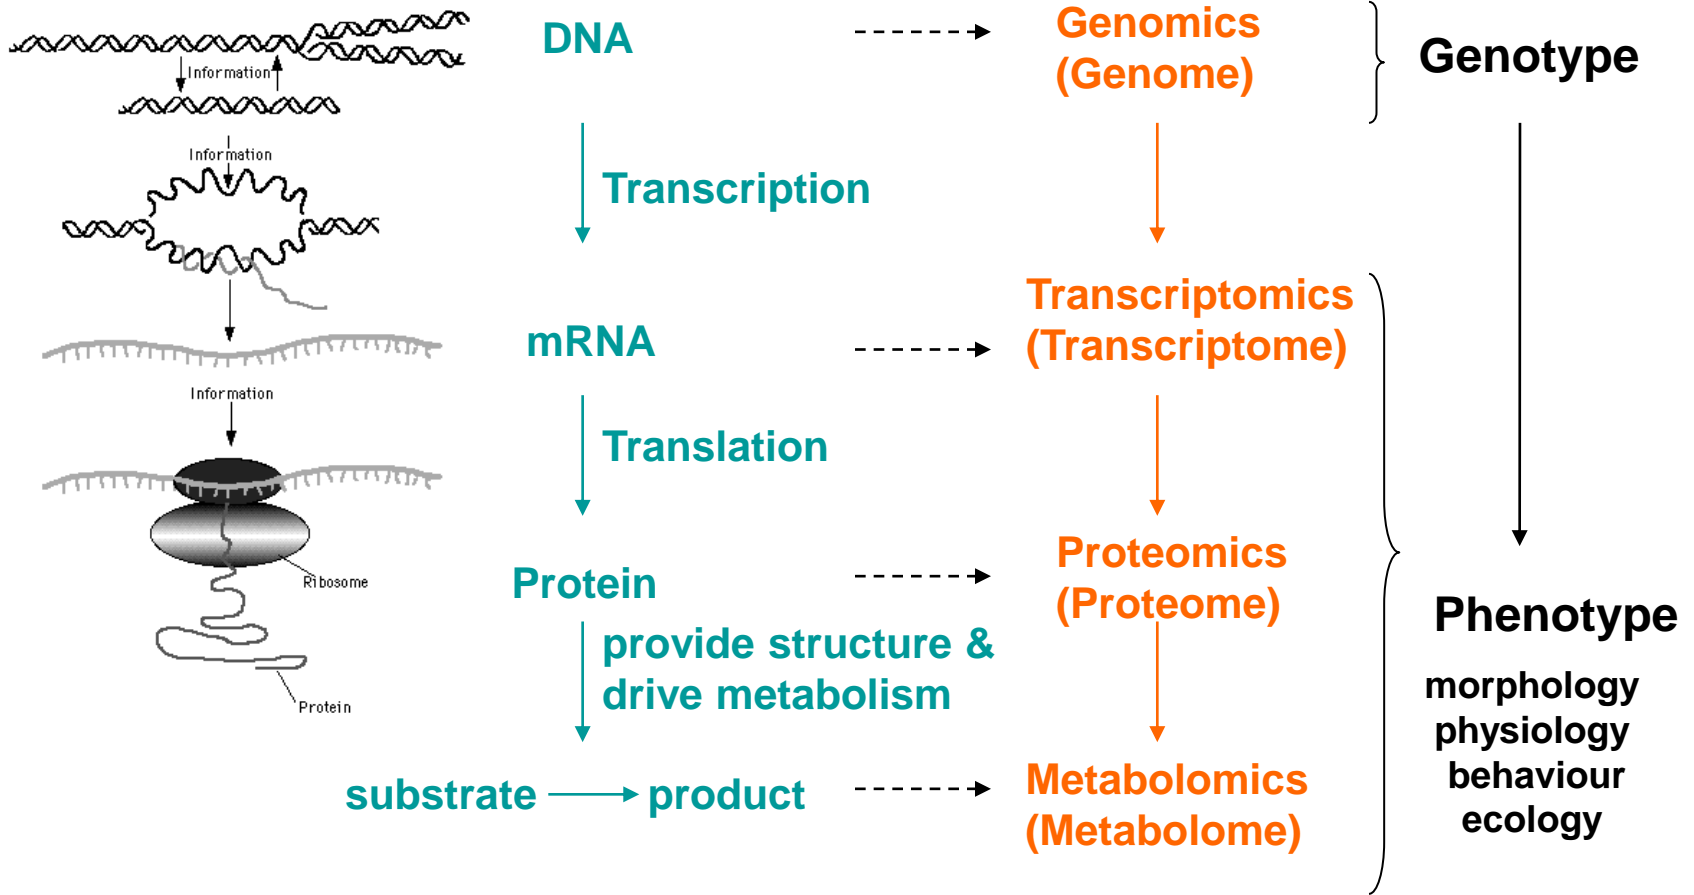 DNA
Genomics
(Genome)
Genotype
Information
Information
Transcription
Transcriptomics
(Transcriptome)
mRNA
Information
Translation
Ribosome
Protein
Proteomics
(Proteome)
Phenotype
provide structure &
drive metabolism
morphology
physiology
behaviour
ecology
Protein
substrate
product
Metabolomics
(Metabolome)